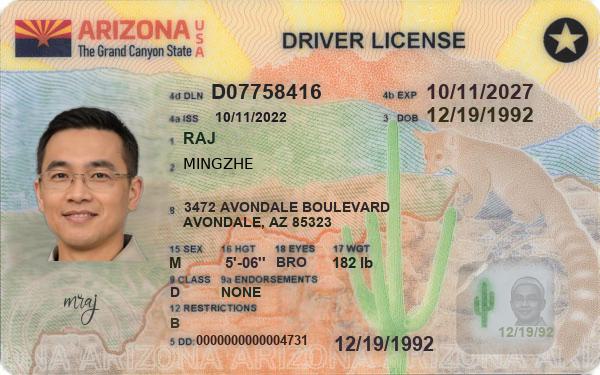 ARIZONA USA
The Grand Canyon State
DRIVER LICENSE
4d DLN D07758416 4b EXP 10/11/2027
4a ISS 10/11/2022 3 DOB 12/19/1992
1 RAJ
2 MINGZHE
8 3472 AVONDALE BOULEVARD
AVONDALE, AZ 85323
15 SEX 16 HGT 18 EYES 17 WGT
M 5'-06" BRO 182 lb
9 CLASS 9a ENDORSEMENTS
D NONE
12 RESTRICTIONS
B
mraj
5 DD: 0000000000004731
12/19/1992
12/19/92
ARIZONA ARIZONA ARIZONA